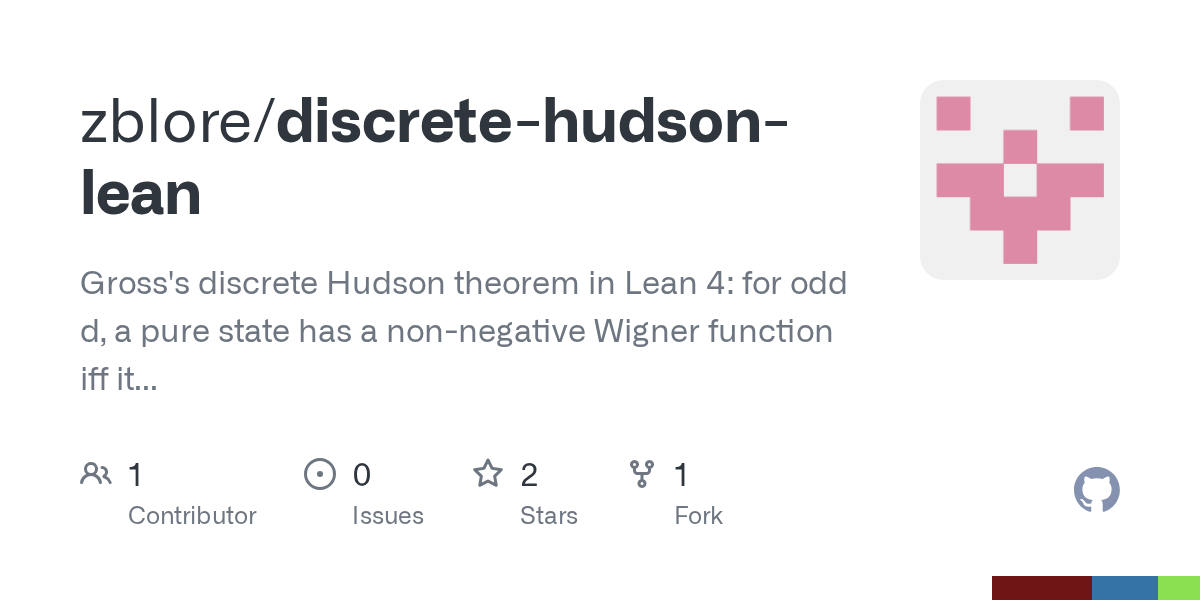 zblore/discrete-hudson-
lean
Gross's discrete Hudson theorem in Lean 4: for odd
d, a pure state has a non-negative Wigner function
iff it...
1 0 2 1
Contributor Issues Stars Fork